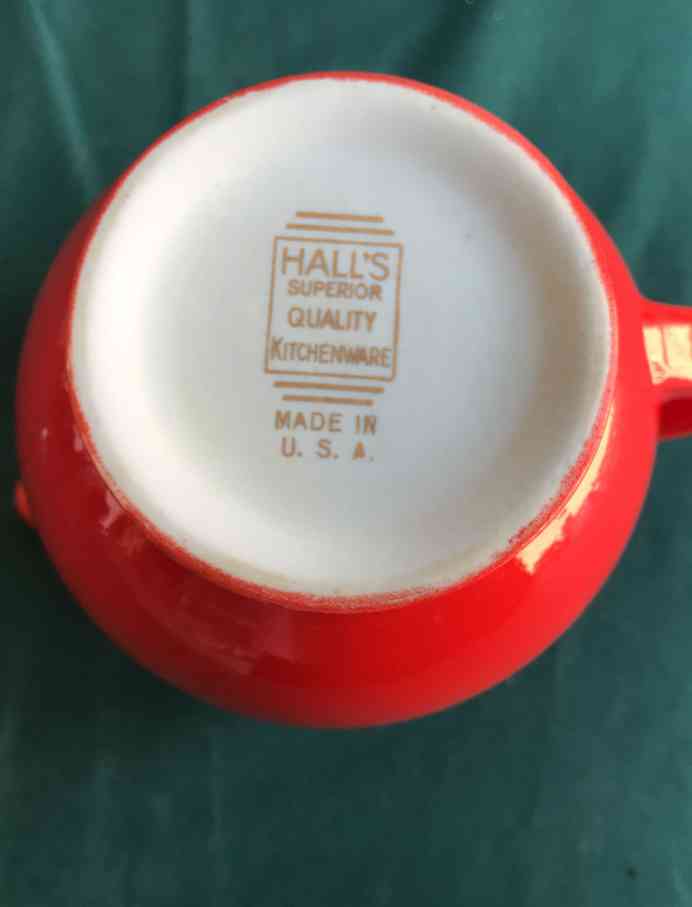 HALL'S
SUPERIOR
QUALITY
KITCHENWARE
MADE IN
U. S. A.